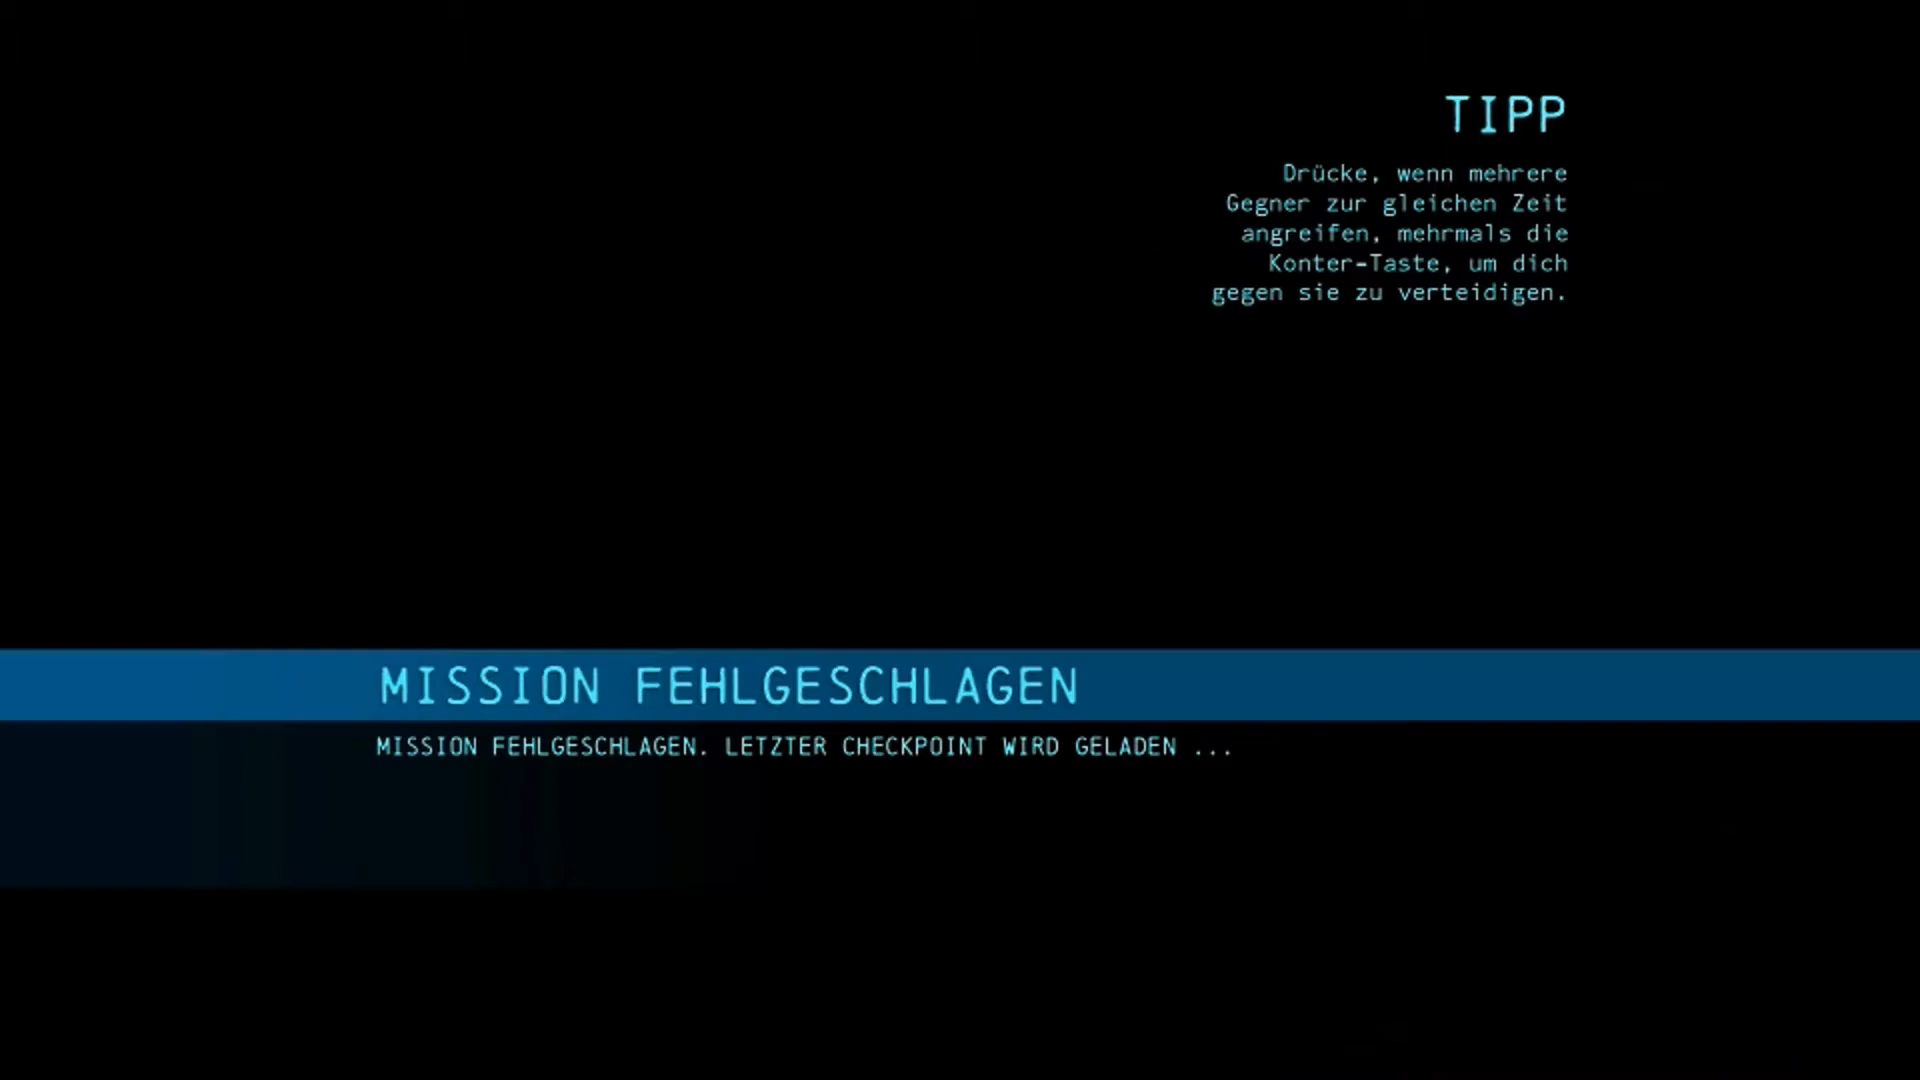 TIPP
Drücke, wenn mehrere
Gegner zur gleichen Zeit
angreifen, mehrmals die
Konter-Taste, um dich
gegen sie zu verteidigen.
MISSION FEHLGESCHLAGEN
MISSION FEHLGESCHLAGEN. LETZTER CHECKPOINT WIRD GELADEN ...